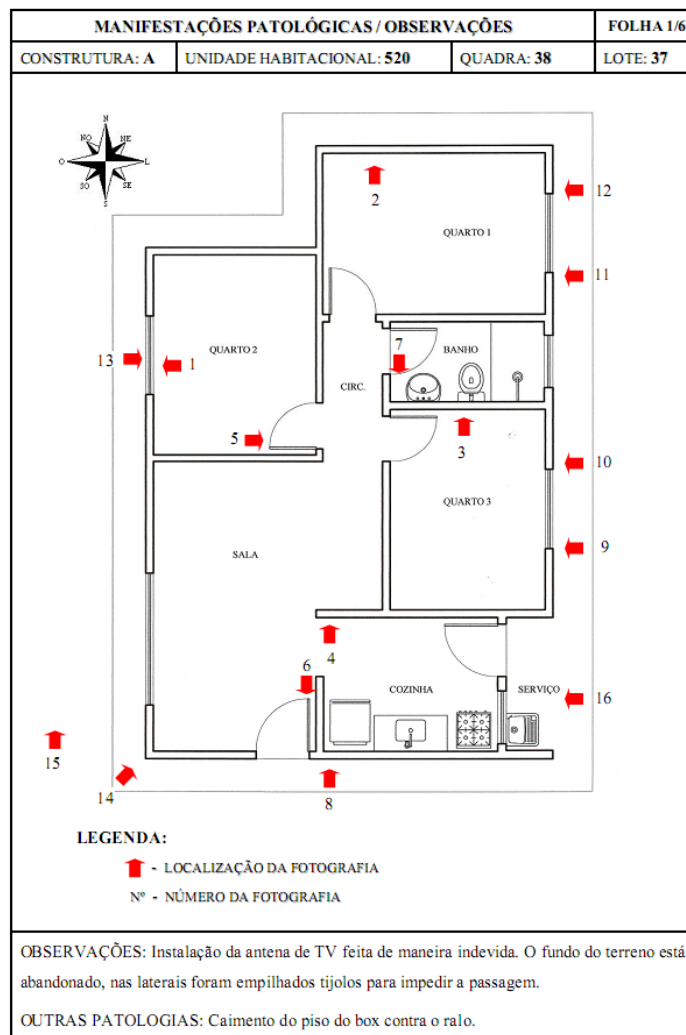 MANIFESTAÇÕES PATOLÓGICAS / OBSERVAÇÕES FOLHA 1/6
CONSTRUTURA: A UNIDADE HABITACIONAL: 520 QUADRA: 38 LOTE: 37
N
NO NE
O L
SO SE
S
2
12
QUARTO 1
11
QUARTO 2
13
1
7
BANHO
CIRC.
5
3
10
QUARTO 3
SALA
9
4
6
COZINHA
SERVIÇO
16
15
14
8
LEGENDA:
- LOCALIZAÇÃO DA FOTOGRAFIA
Nº - NÚMERO DA FOTOGRAFIA
OBSERVAÇÕES: Instalação da antena de TV feita de maneira indevida. O fundo do terreno está
abandonado, nas laterais foram empilhados tijolos para impedir a passagem.
OUTRAS PATOLOGIAS: Caimento do piso do box contra o ralo.